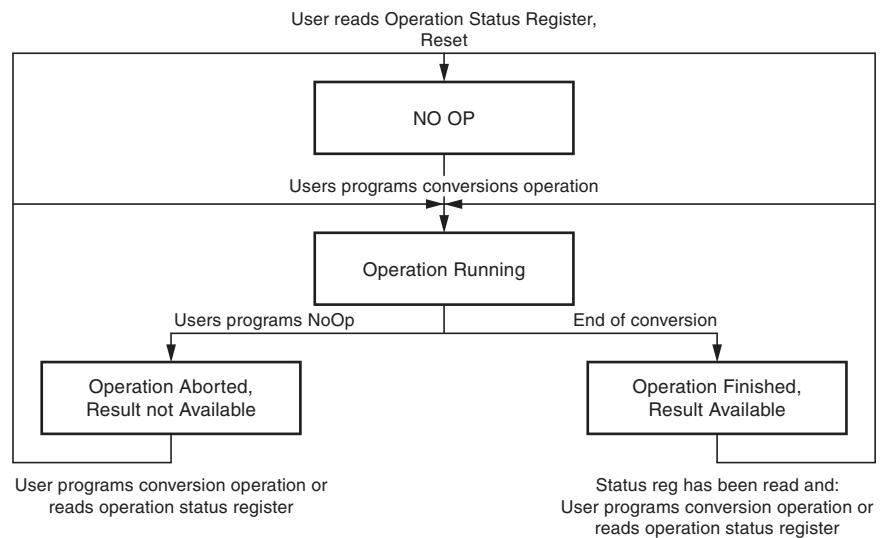 User reads Operation Status Register,
Reset
NO OP
Users programs conversions operation
Operation Running
Users programs NoOp
End of conversion
Operation Aborted,
Result not Available
Operation Finished,
Result Available
User programs conversion operation or
reads operation status register
Status reg has been read and:
User programs conversion operation or
reads operation status register